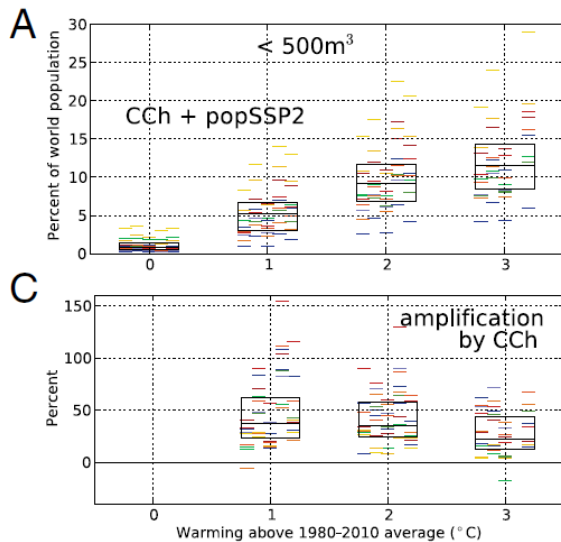 A
Percent of world population
30
25
20
15
10
5
0
< 500m³
CCh + popSSP2
0 1 2 3
C
Percent
150
100
50
0
amplification
by CCh
0 1 2 3
Warming above 1980–2010 average (°C)